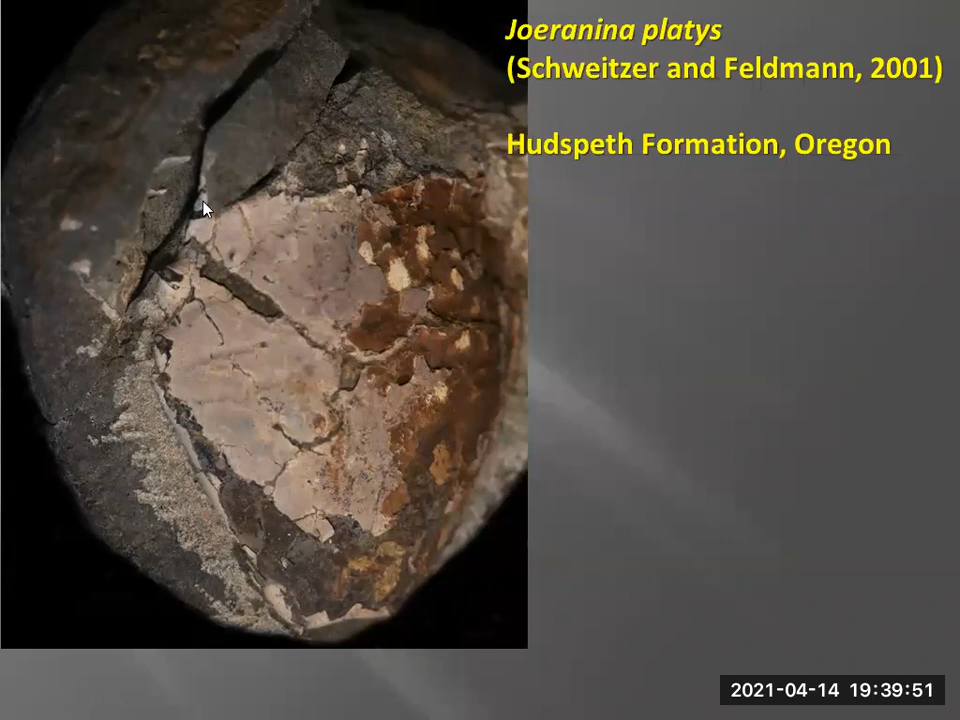 Joeranina platys
(Schweitzer and Feldmann, 2001)
Hudspeth Formation, Oregon
2021-04-14 19:39:51